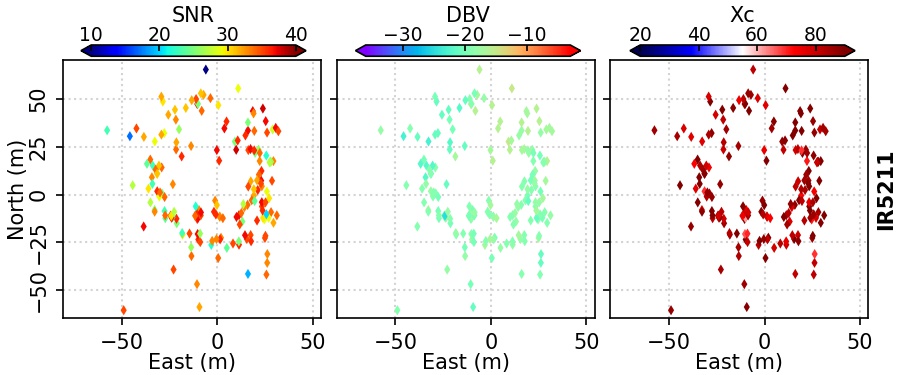 SNR
10 20 30 40
DBV
−30 −20 −10
Xc
20 40 60 80
North (m)
50
25
0
−25
−50
−50 0 50
East (m)
−50 0 50
East (m)
−50 0 50
East (m)
IR5211